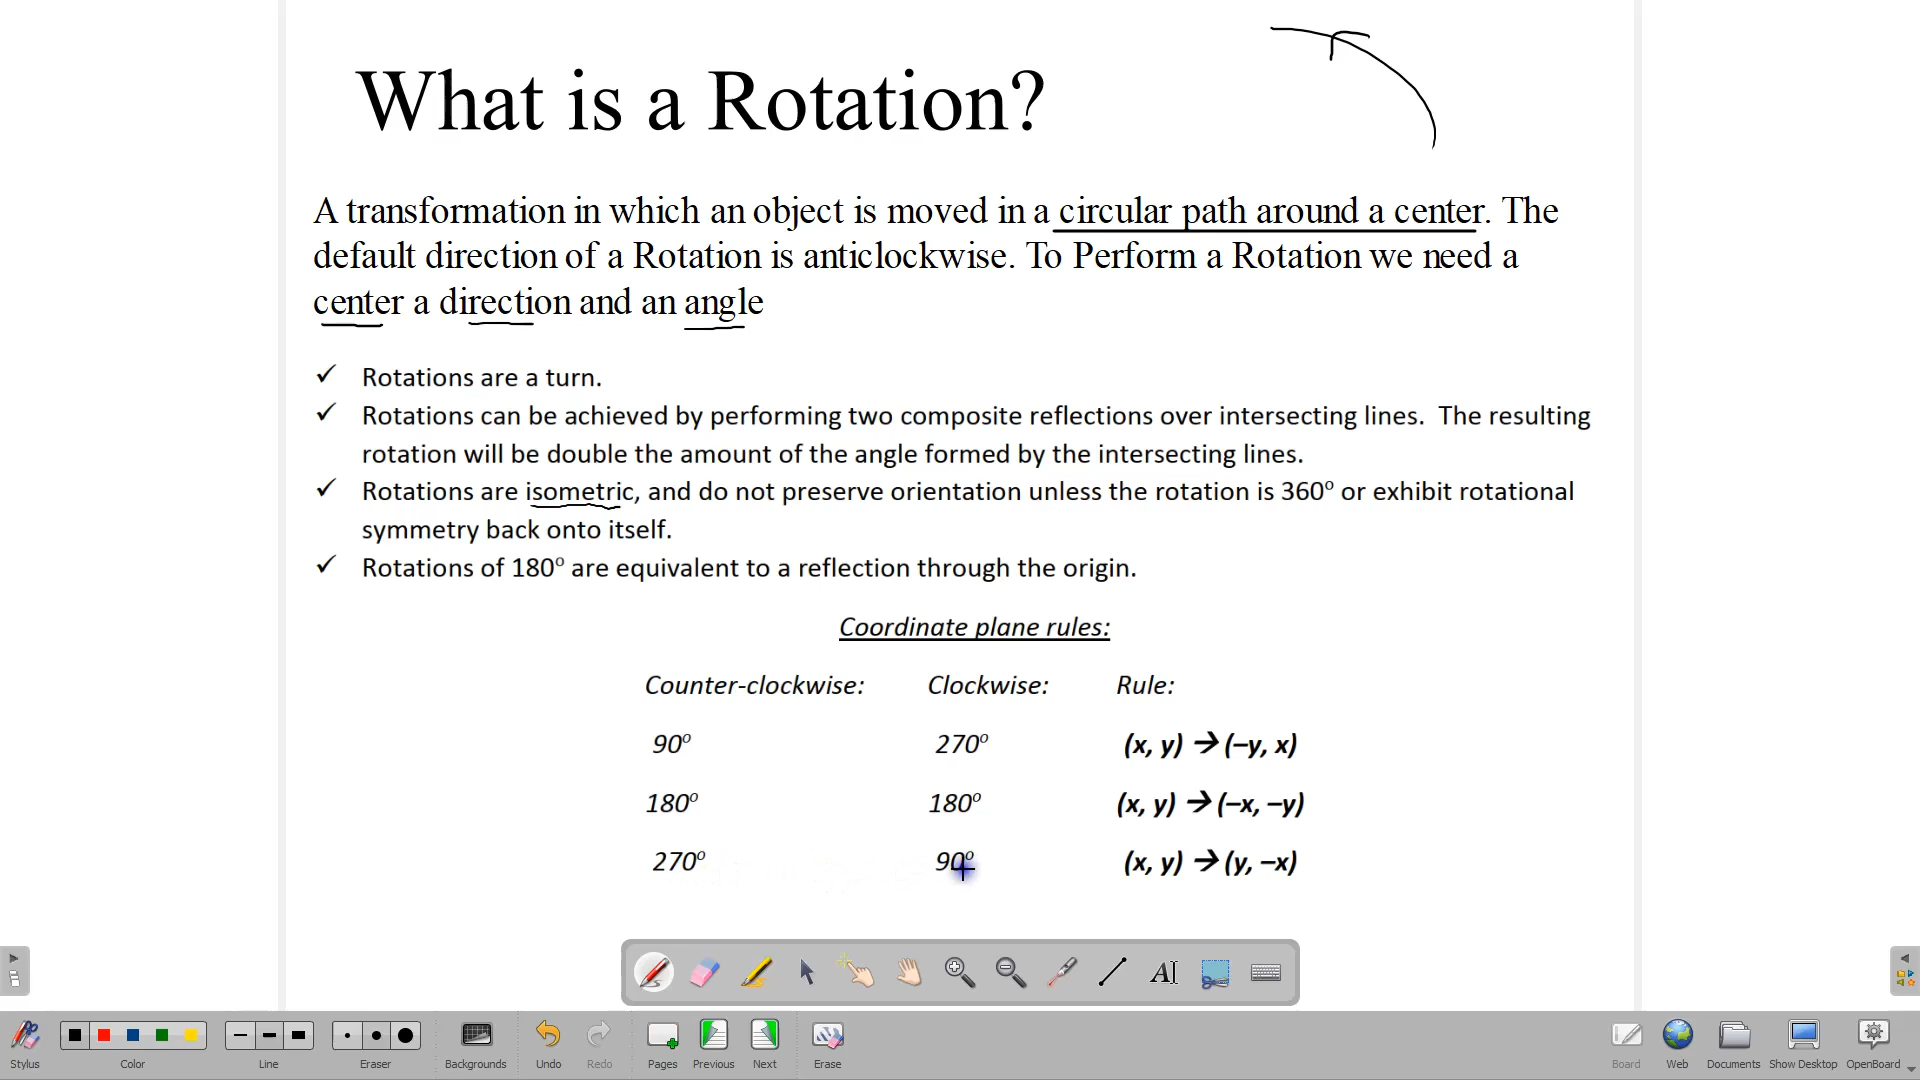 What is a Rotation?
A transformation in which an object is moved in a circular path around a center. The
default direction of a Rotation is anticlockwise. To Perform a Rotation we need a
center a direction and an angle
✓ Rotations are a turn.
✓ Rotations can be achieved by performing two composite reflections over intersecting lines. The resulting
rotation will be double the amount of the angle formed by the intersecting lines.
✓ Rotations are isometric, and do not preserve orientation unless the rotation is 360° or exhibit rotational
symmetry back onto itself.
✓ Rotations of 180° are equivalent to a reflection through the origin.
Coordinate plane rules:
Counter-clockwise: Clockwise: Rule:
90° 270° (x, y) → (–y, x)
180° 180° (x, y) → (–x, –y)
270° 90° (x, y) → (y, –x)
AI
Stylus Color Line Eraser Backgrounds Undo Redo Pages Previous Next Erase Board Web Documents Show Desktop OpenBoard